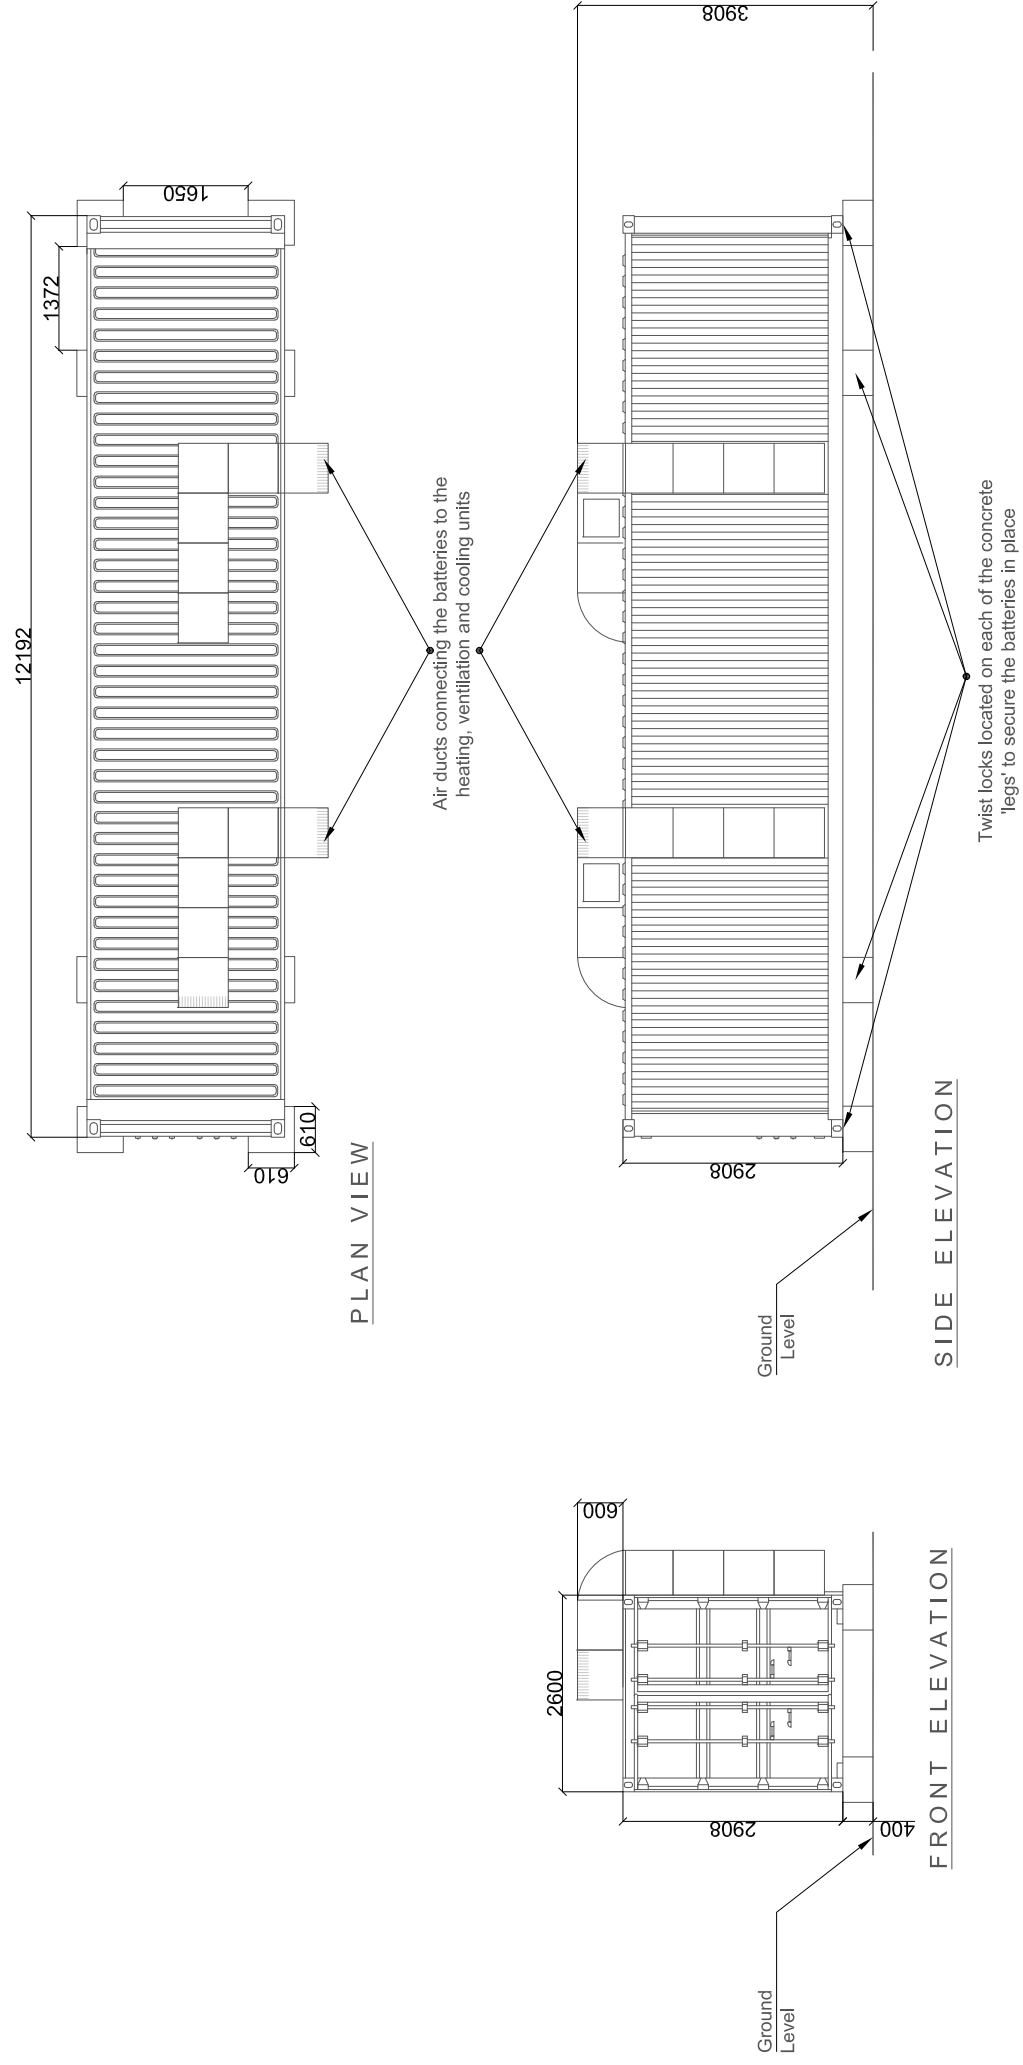 12192
1372
1650
610
610
PLAN VIEW
Air ducts connecting the batteries to the
heating, ventilation and cooling units
3908
2908
Ground
Level
SIDE ELEVATION
Twist locks located on each of the concrete
'legs' to secure the batteries in place
600
2600
2908
400
Ground
Level
FRONT ELEVATION